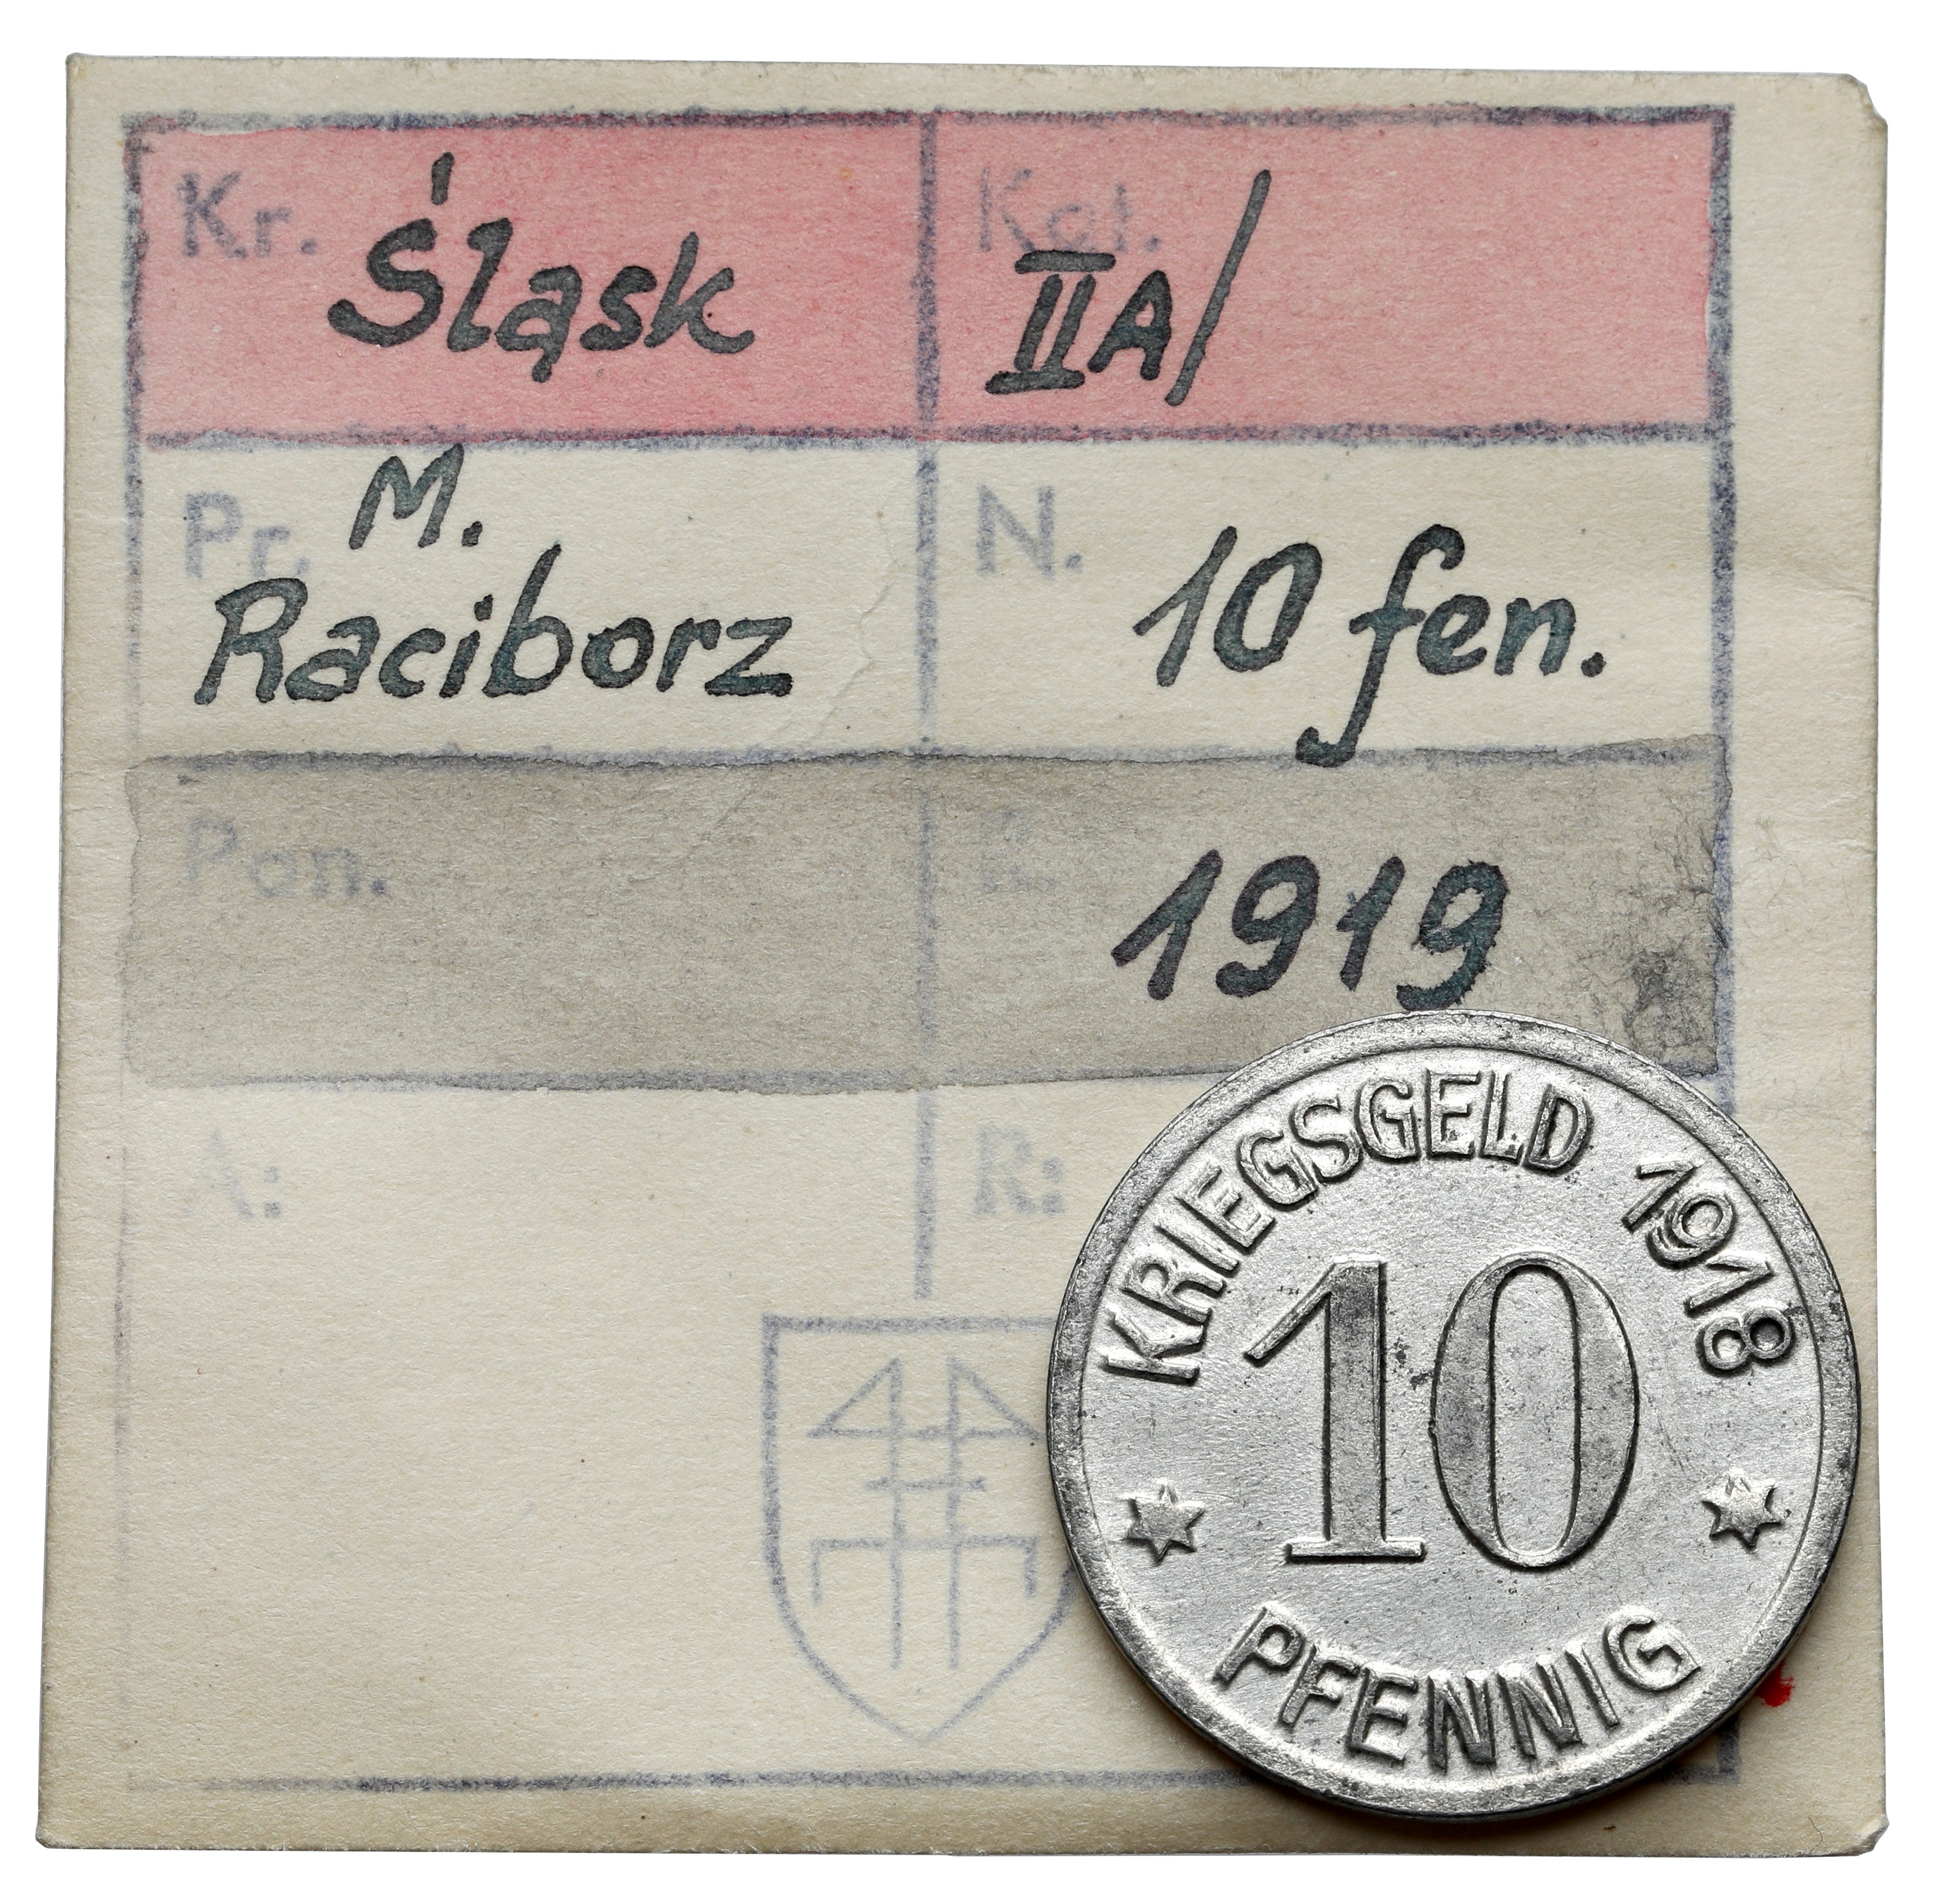 Kr. Śląsk
Kat. IIA/
Pr. M.
Raciborz
N. 10 fen.
Pon.
R. 1919
A:
R:
KRIEGSGELD 1918
10
PFENNIG